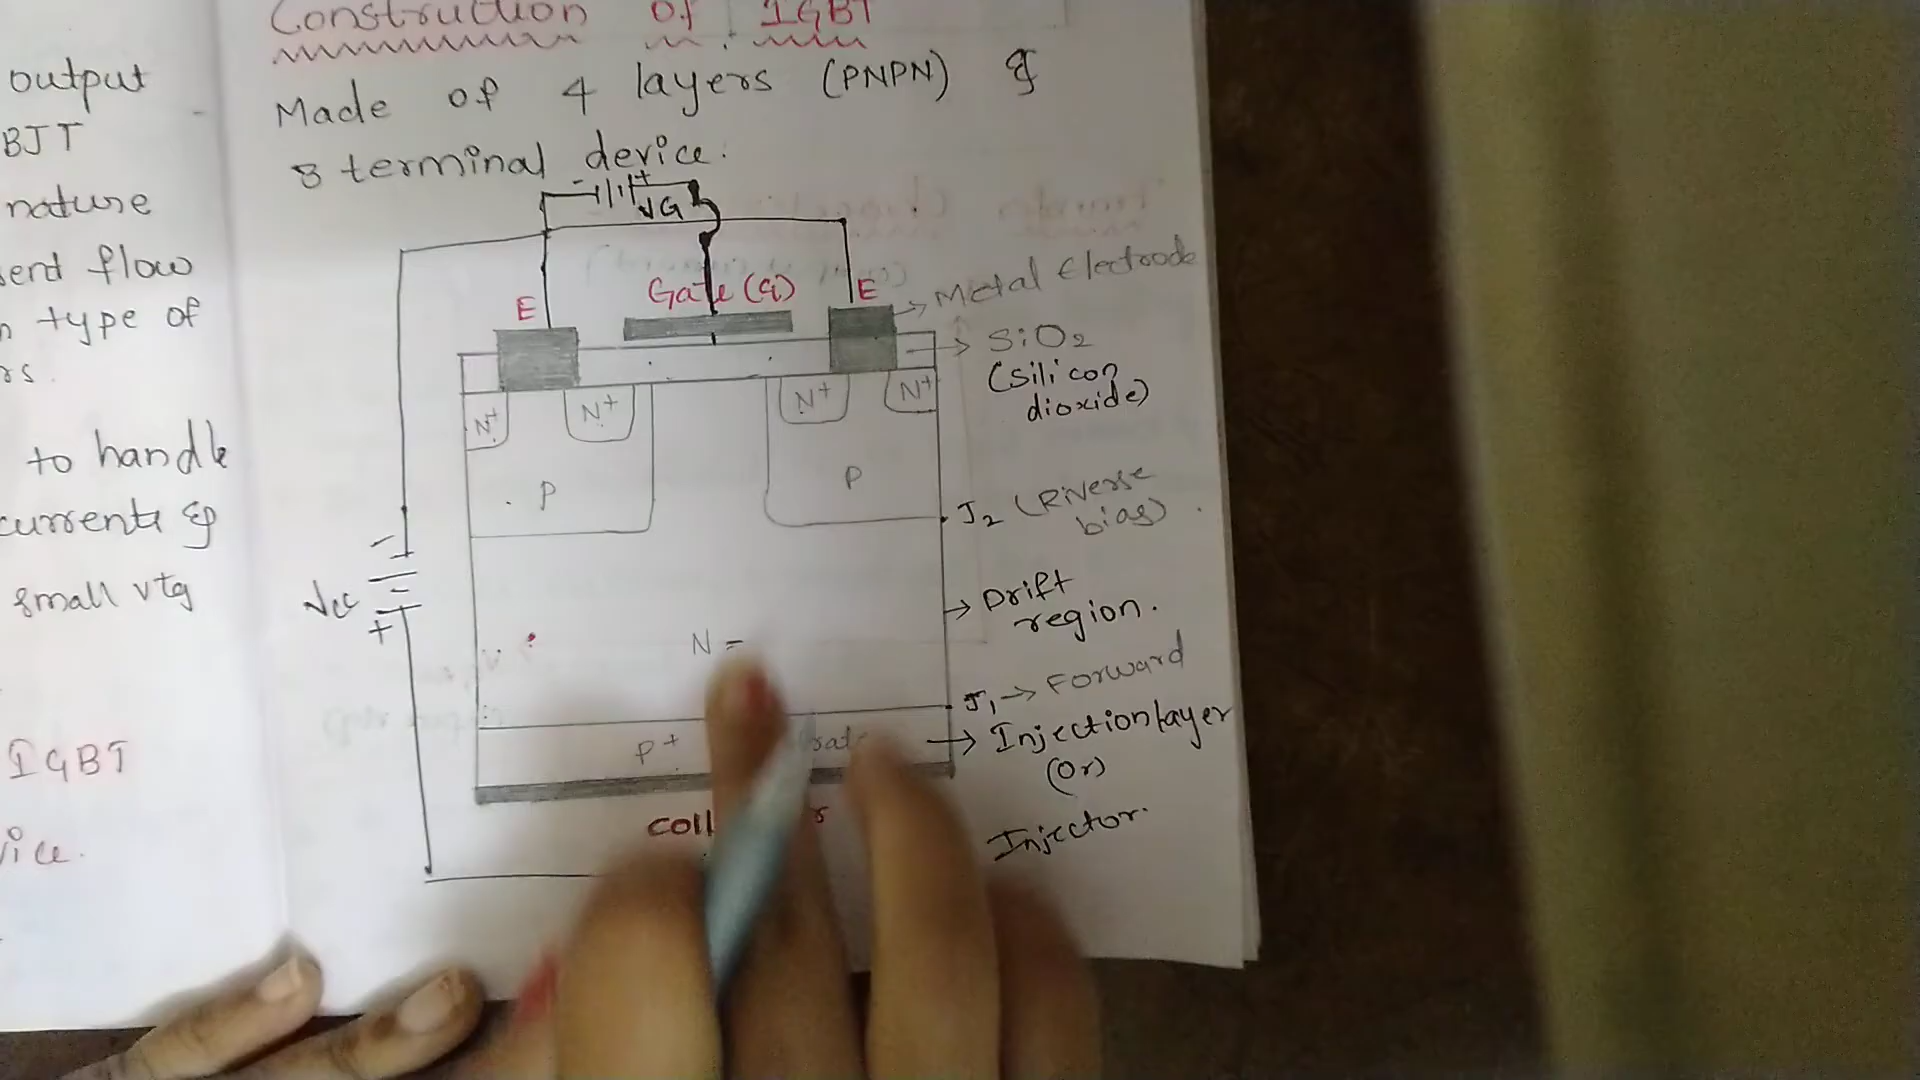 output
BJT
nature
flow
type of
to handle
small vtg
IGBT
Construction of IGBT
Made of 4 layers (PNPN) &
3 terminal device.
- +
VG
E
Gate (G)
E
Metal Electrode
SiO2
(Silicon
dioxide)
N+
N+
N+
N+
P
P
J2 (Riverse
bias)
Vcc
-
+
Drift
region.
N -
J1 → Forward
P+
Injection layer
(Or)
Injector.